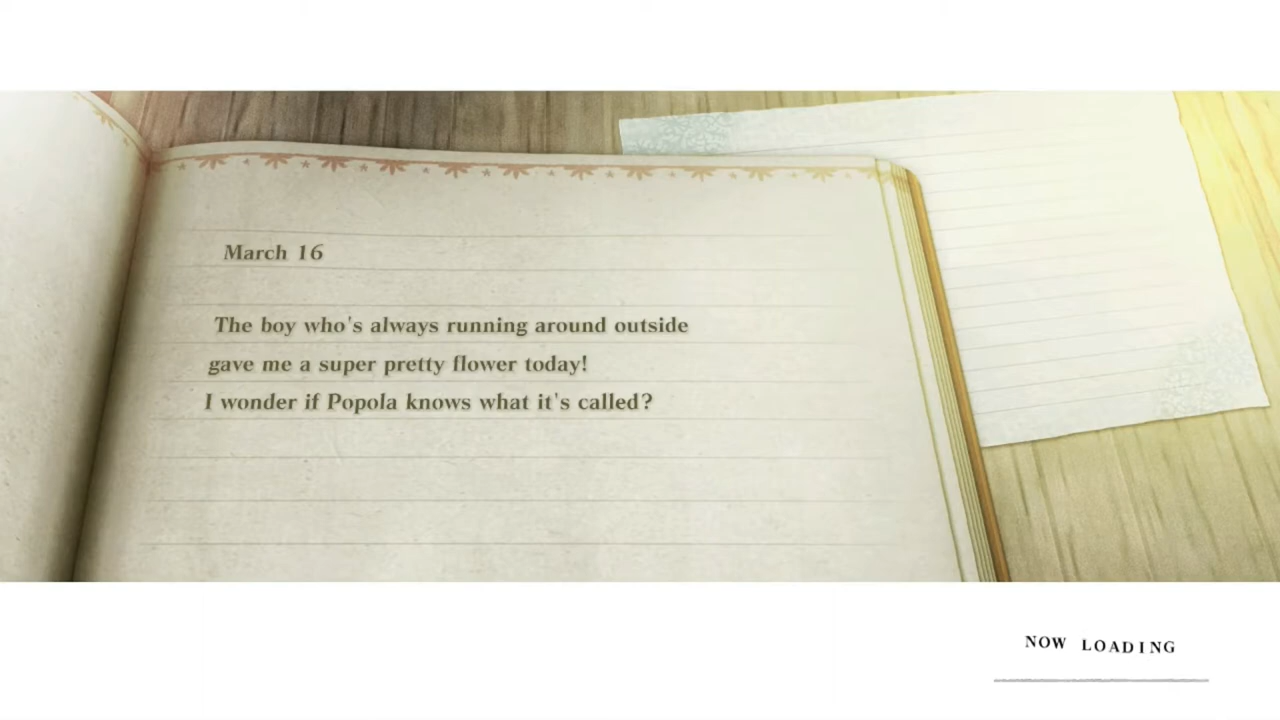 March 16
The boy who's always running around outside
gave me a super pretty flower today!
I wonder if Popola knows what it's called?
NOW LOADING